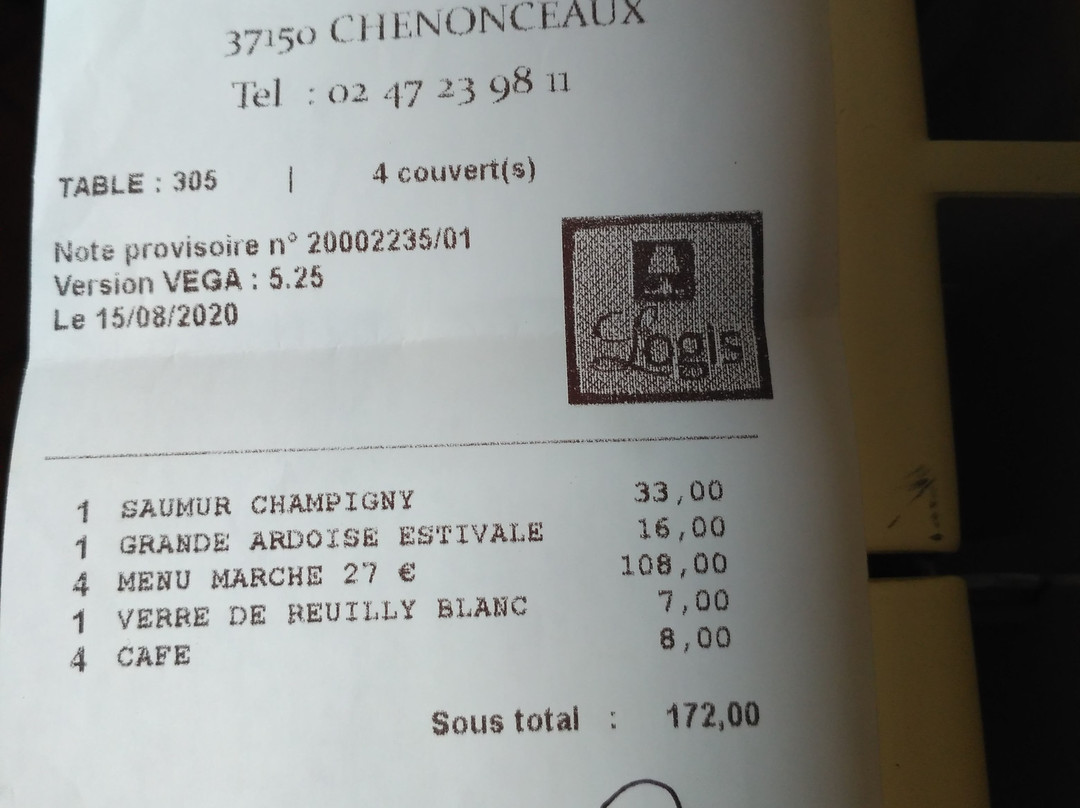 37150 CHENONCEAUX
Tel : 02 47 23 98 11
TABLE : 305 | 4 couvert(s)
Note provisoire n° 20002235/01
Version VEGA : 5.25
Le 15/08/2020
Logis
1 SAUMUR CHAMPIGNY 33,00
1 GRANDE ARDOISE ESTIVALE 16,00
4 MENU MARCHE 27 € 108,00
1 VERRE DE REUILLY BLANC 7,00
4 CAFE 8,00
Sous total : 172,00